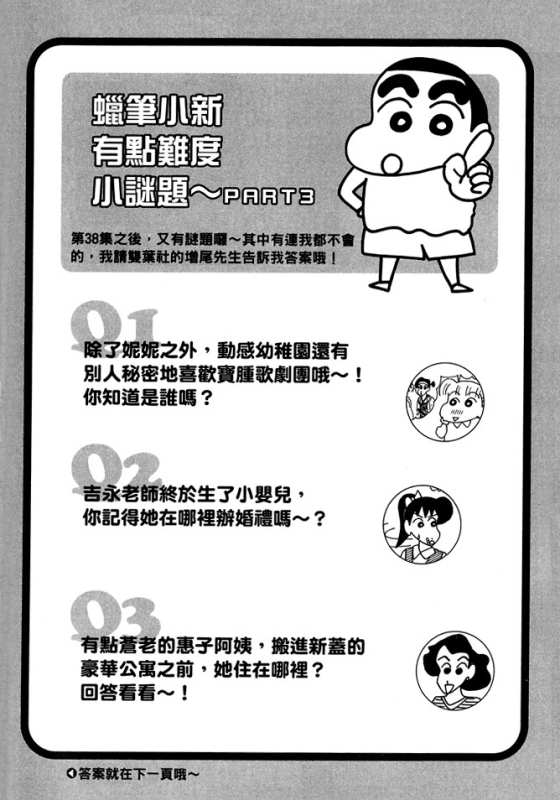 蠟筆小新
有點難度
小謎題～PART3
第38集之後，又有謎題囉～其中有連我都不會
的，我請雙葉社的增尾先生告訴我答案哦！
Q1
除了妮妮之外，動感幼稚園還有
別人秘密地喜歡寶腫歌劇團哦～！
你知道是誰嗎？
Q2
吉永老師終於生了小嬰兒，
你記得她在哪裡辦婚禮嗎～？
Q3
有點蒼老的惠子阿姨，搬進新蓋的
豪華公寓之前，她住在哪裡？
回答看看～！
答案就在下一頁哦～